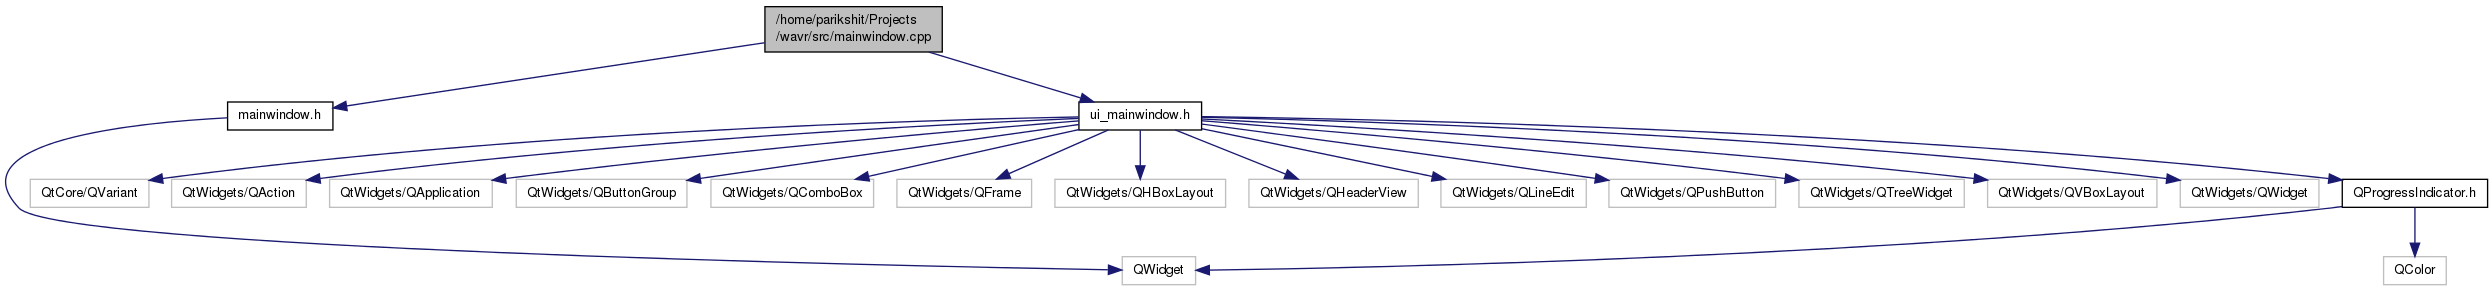 /home/parikshit/Projects
/wavr/src/mainwindow.cpp
mainwindow.h
ui_mainwindow.h
QtCore/QVariant
QtWidgets/QAction
QtWidgets/QApplication
QtWidgets/QButtonGroup
QtWidgets/QComboBox
QtWidgets/QFrame
QtWidgets/QHBoxLayout
QtWidgets/QHeaderView
QtWidgets/QLineEdit
QtWidgets/QPushButton
QtWidgets/QTreeWidget
QtWidgets/QVBoxLayout
QtWidgets/QWidget
QProgressIndicator.h
QWidget
QColor